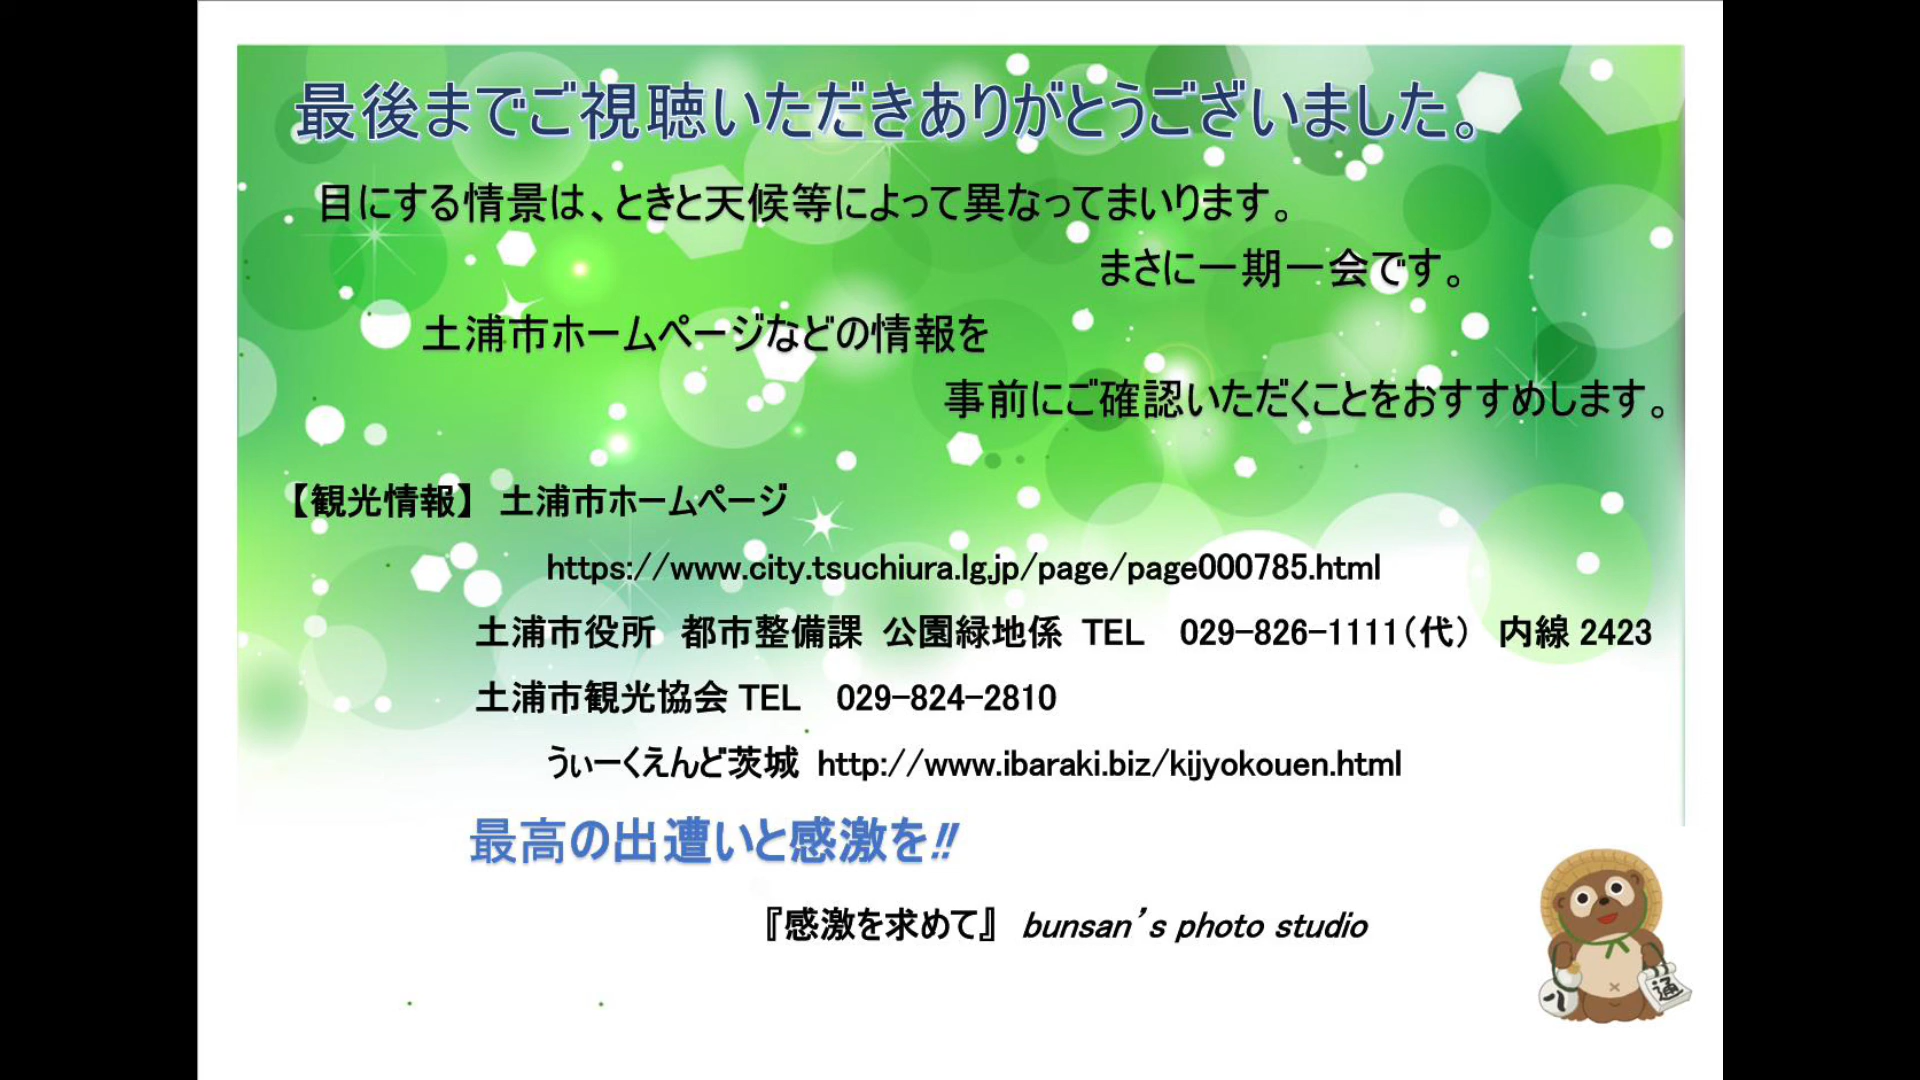 最後までご視聴いただきありがとうございました。
目にする情景は、ときと天候等によって異なってまいります。
まさに一期一会です。
土浦市ホームページなどの情報を
事前にご確認いただくことをおすすめします。
【観光情報】 土浦市ホームページ
https://www.city.tsuchiura.lg.jp/page/page000785.html
土浦市役所 都市整備課 公園緑地係 TEL 029-826-1111(代) 内線2423
土浦市観光協会TEL 029-824-2810
うぃーくえんど茨城 http://www.ibaraki.biz/kijyokouen.html
最高の出遭いと感激を!!
『感激を求めて』 bunsan's photo studio
八
通